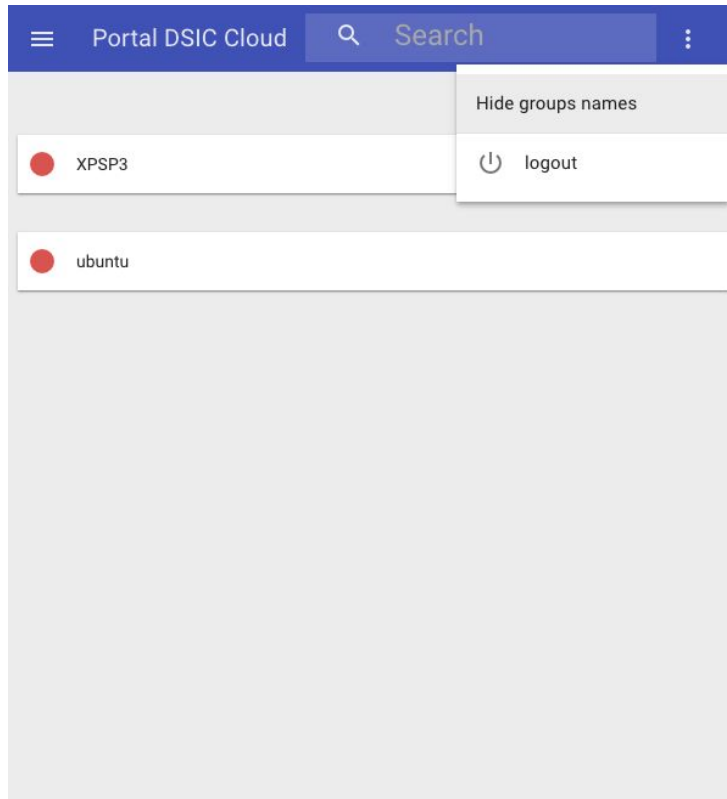 Portal DSIC Cloud
Search
Hide groups names
logout
XPSP3
ubuntu